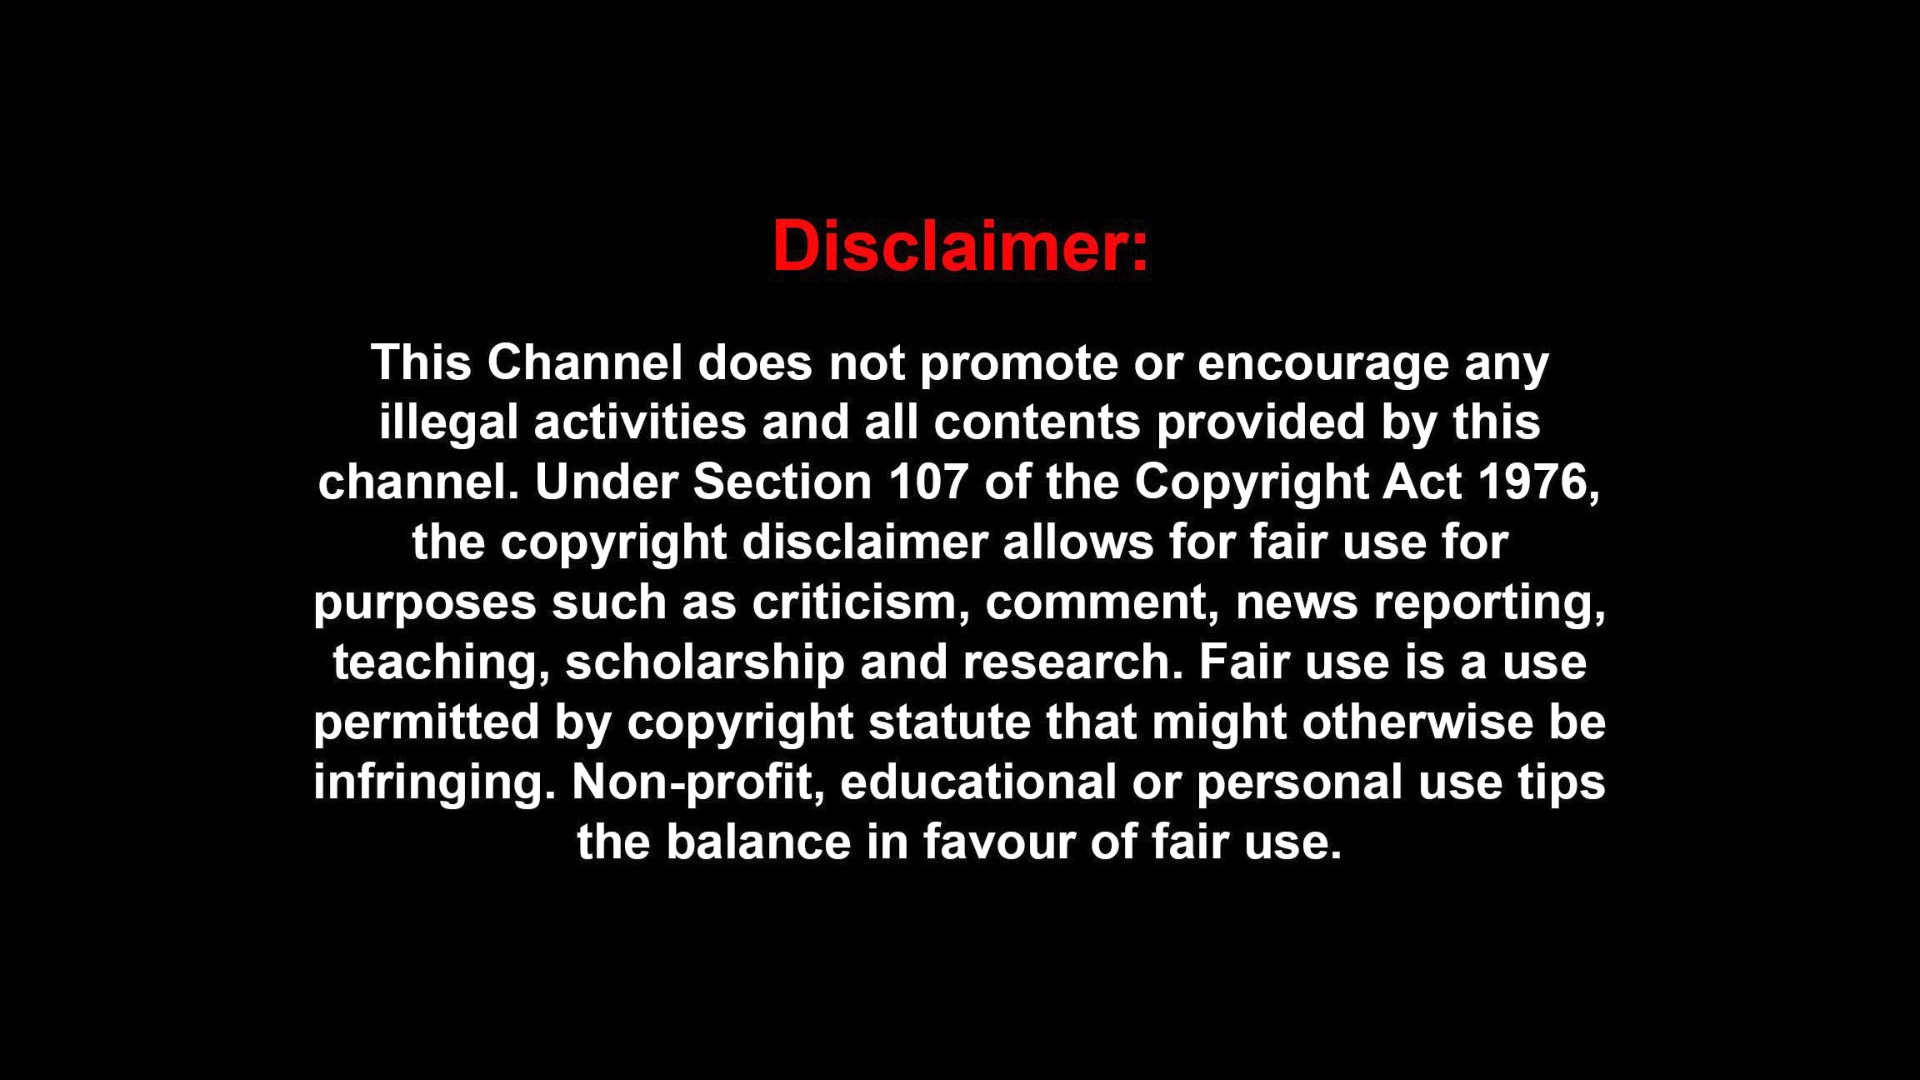 Disclaimer:
This Channel does not promote or encourage any
illegal activities and all contents provided by this
channel. Under Section 107 of the Copyright Act 1976,
the copyright disclaimer allows for fair use for
purposes such as criticism, comment, news reporting,
teaching, scholarship and research. Fair use is a use
permitted by copyright statute that might otherwise be
infringing. Non-profit, educational or personal use tips
the balance in favour of fair use.